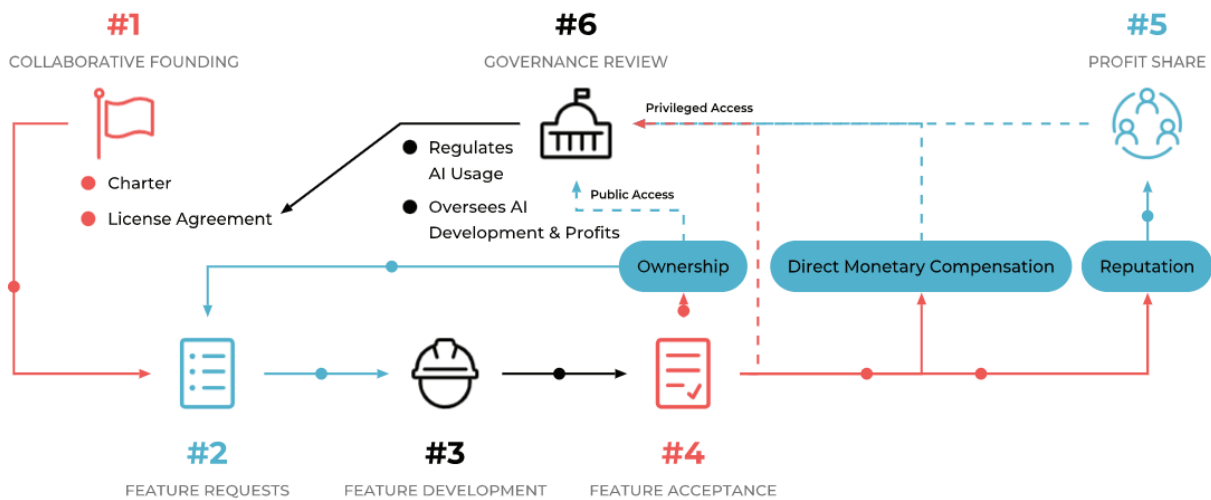 #1
COLLABORATIVE FOUNDING
Charter
License Agreement
#6
GOVERNANCE REVIEW
Regulates
AI Usage
Oversees AI
Development & Profits
Privileged Access
Public Access
#5
PROFIT SHARE
Ownership
Direct Monetary Compensation
Reputation
#2
FEATURE REQUESTS
#3
FEATURE DEVELOPMENT
#4
FEATURE ACCEPTANCE